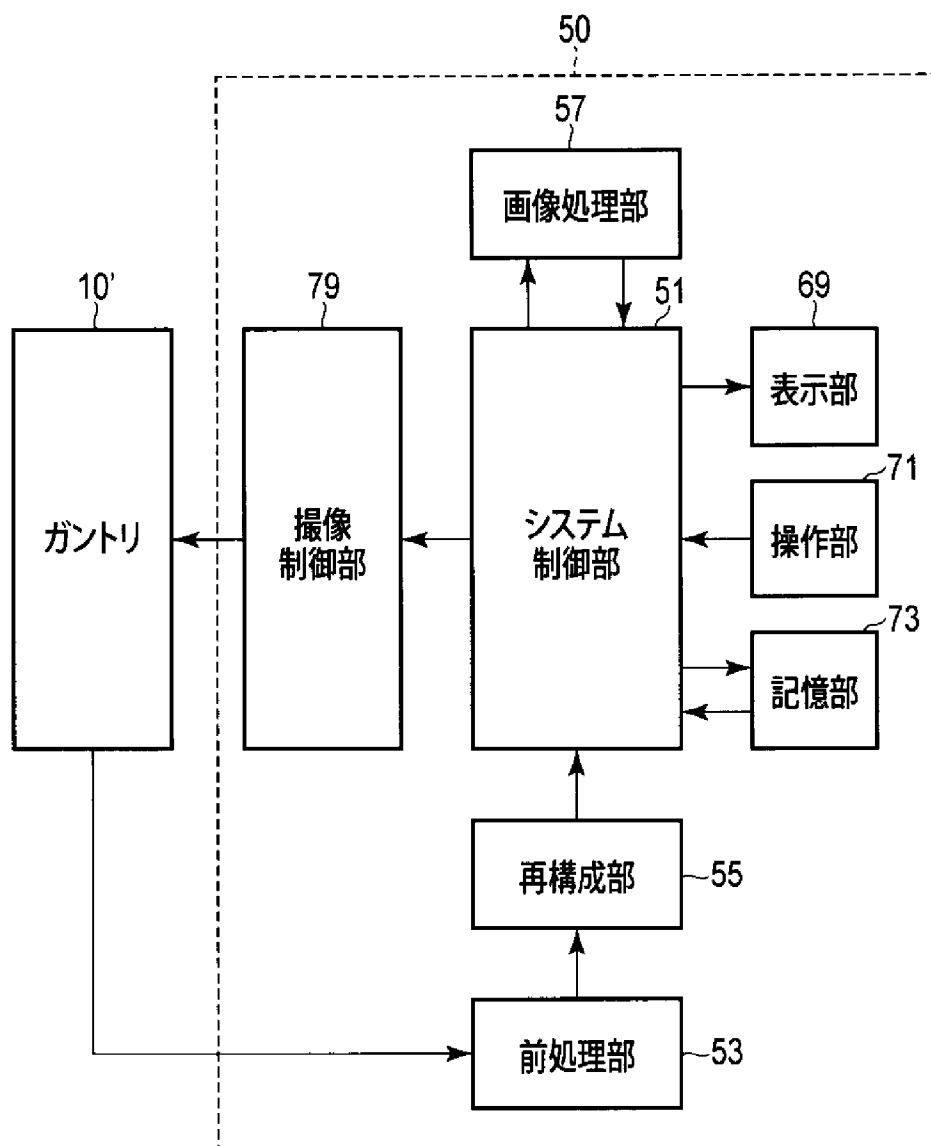 50
57
画像処理部
10’
79
51
69
ガントリ
撮像
制御部
システム
制御部
表示部
71
操作部
73
記憶部
再構成部
55
前処理部
53